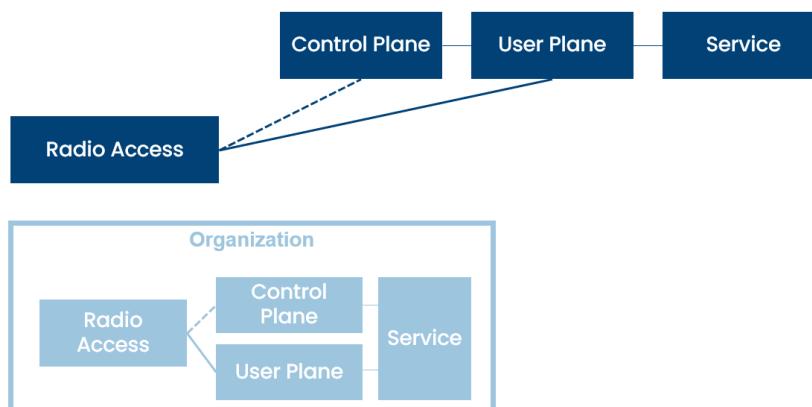 Control Plane
User Plane
Service
Radio Access
Organization
Radio
Access
Control
Plane
User Plane
Service